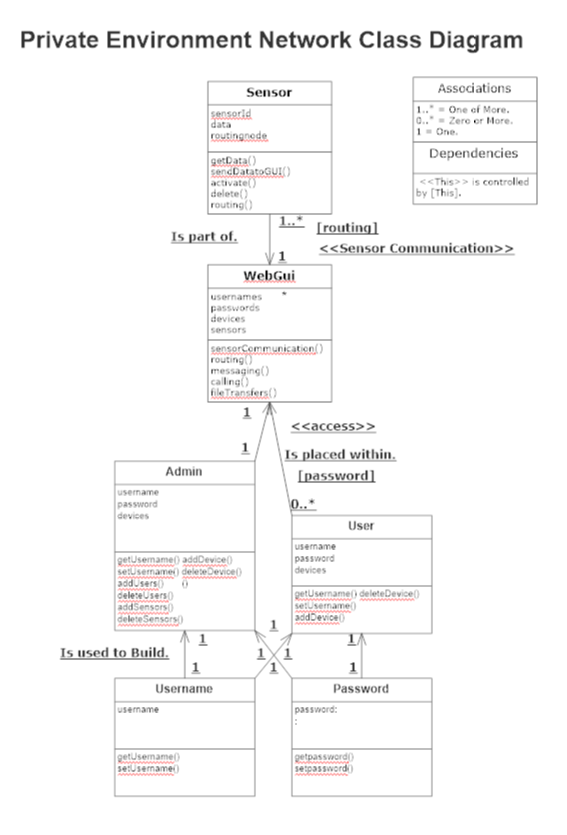 Private Environment Network Class Diagram
Sensor
sensorId
data
routingnode
getData()
sendDatatoGUI()
activate()
delete()
routing()
Associations
1..* = One of More.
0..* = Zero or More.
1 = One.
Dependencies
<<This>> is controlled
by [This].
1..*
[routing]
Is part of.
<<Sensor Communication>>
1
WebGui
usernames *
passwords
devices
sensors
sensorCommunication()
routing()
messaging()
calling()
fileTransfers()
1
<<access>>
1
Is placed within.
[password]
0..*
Admin
username
password
devices
getUsername() addDevice()
setUsername() deleteDevice()
addUsers() ()
deleteUsers()
addSensors()
deleteSensors()
User
username
password
devices
getUsername() deleteDevice()
setUsername()
addDevice()
1
1
1
Is used to Build.
1
1
1
1
1
Username
username
getUsername()
setUsername()
Password
password:
:
getpassword()
setpassword()